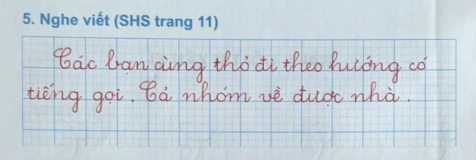 5. Nghe viết (SHS trang 11)
Các bạn cùng thỏ đi theo hướng có
tiếng gọi. Cả nhóm về được nhà.